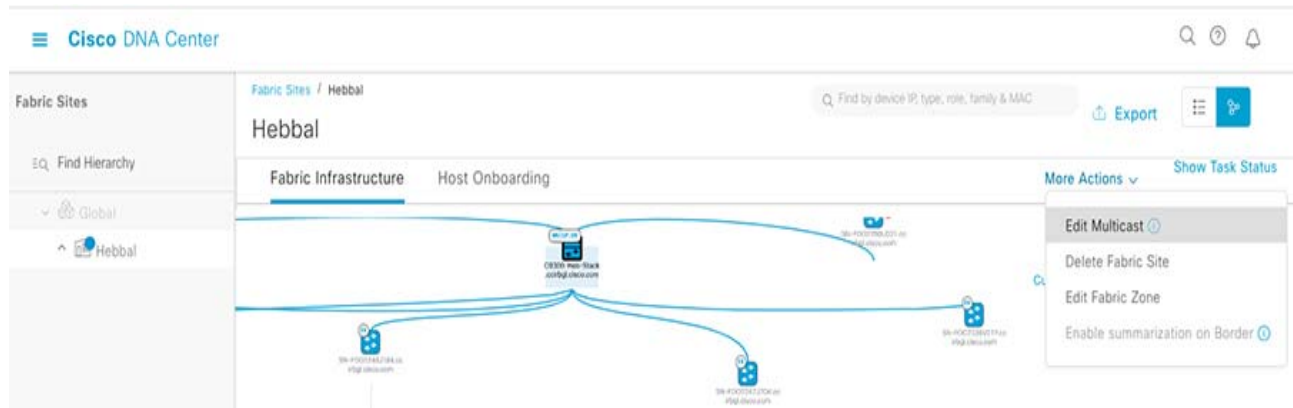 Cisco DNA Center
Fabric Sites
Fabric Sites / Hebbal
Find by device IP, type, role, family & MAC
Hebbal
Export
Find Hierarchy
Fabric Infrastructure
Host Onboarding
More Actions
Show Task Status
Global
Hebbal
Edit Multicast
Delete Fabric Site
Edit Fabric Zone
Enable summarization on Border